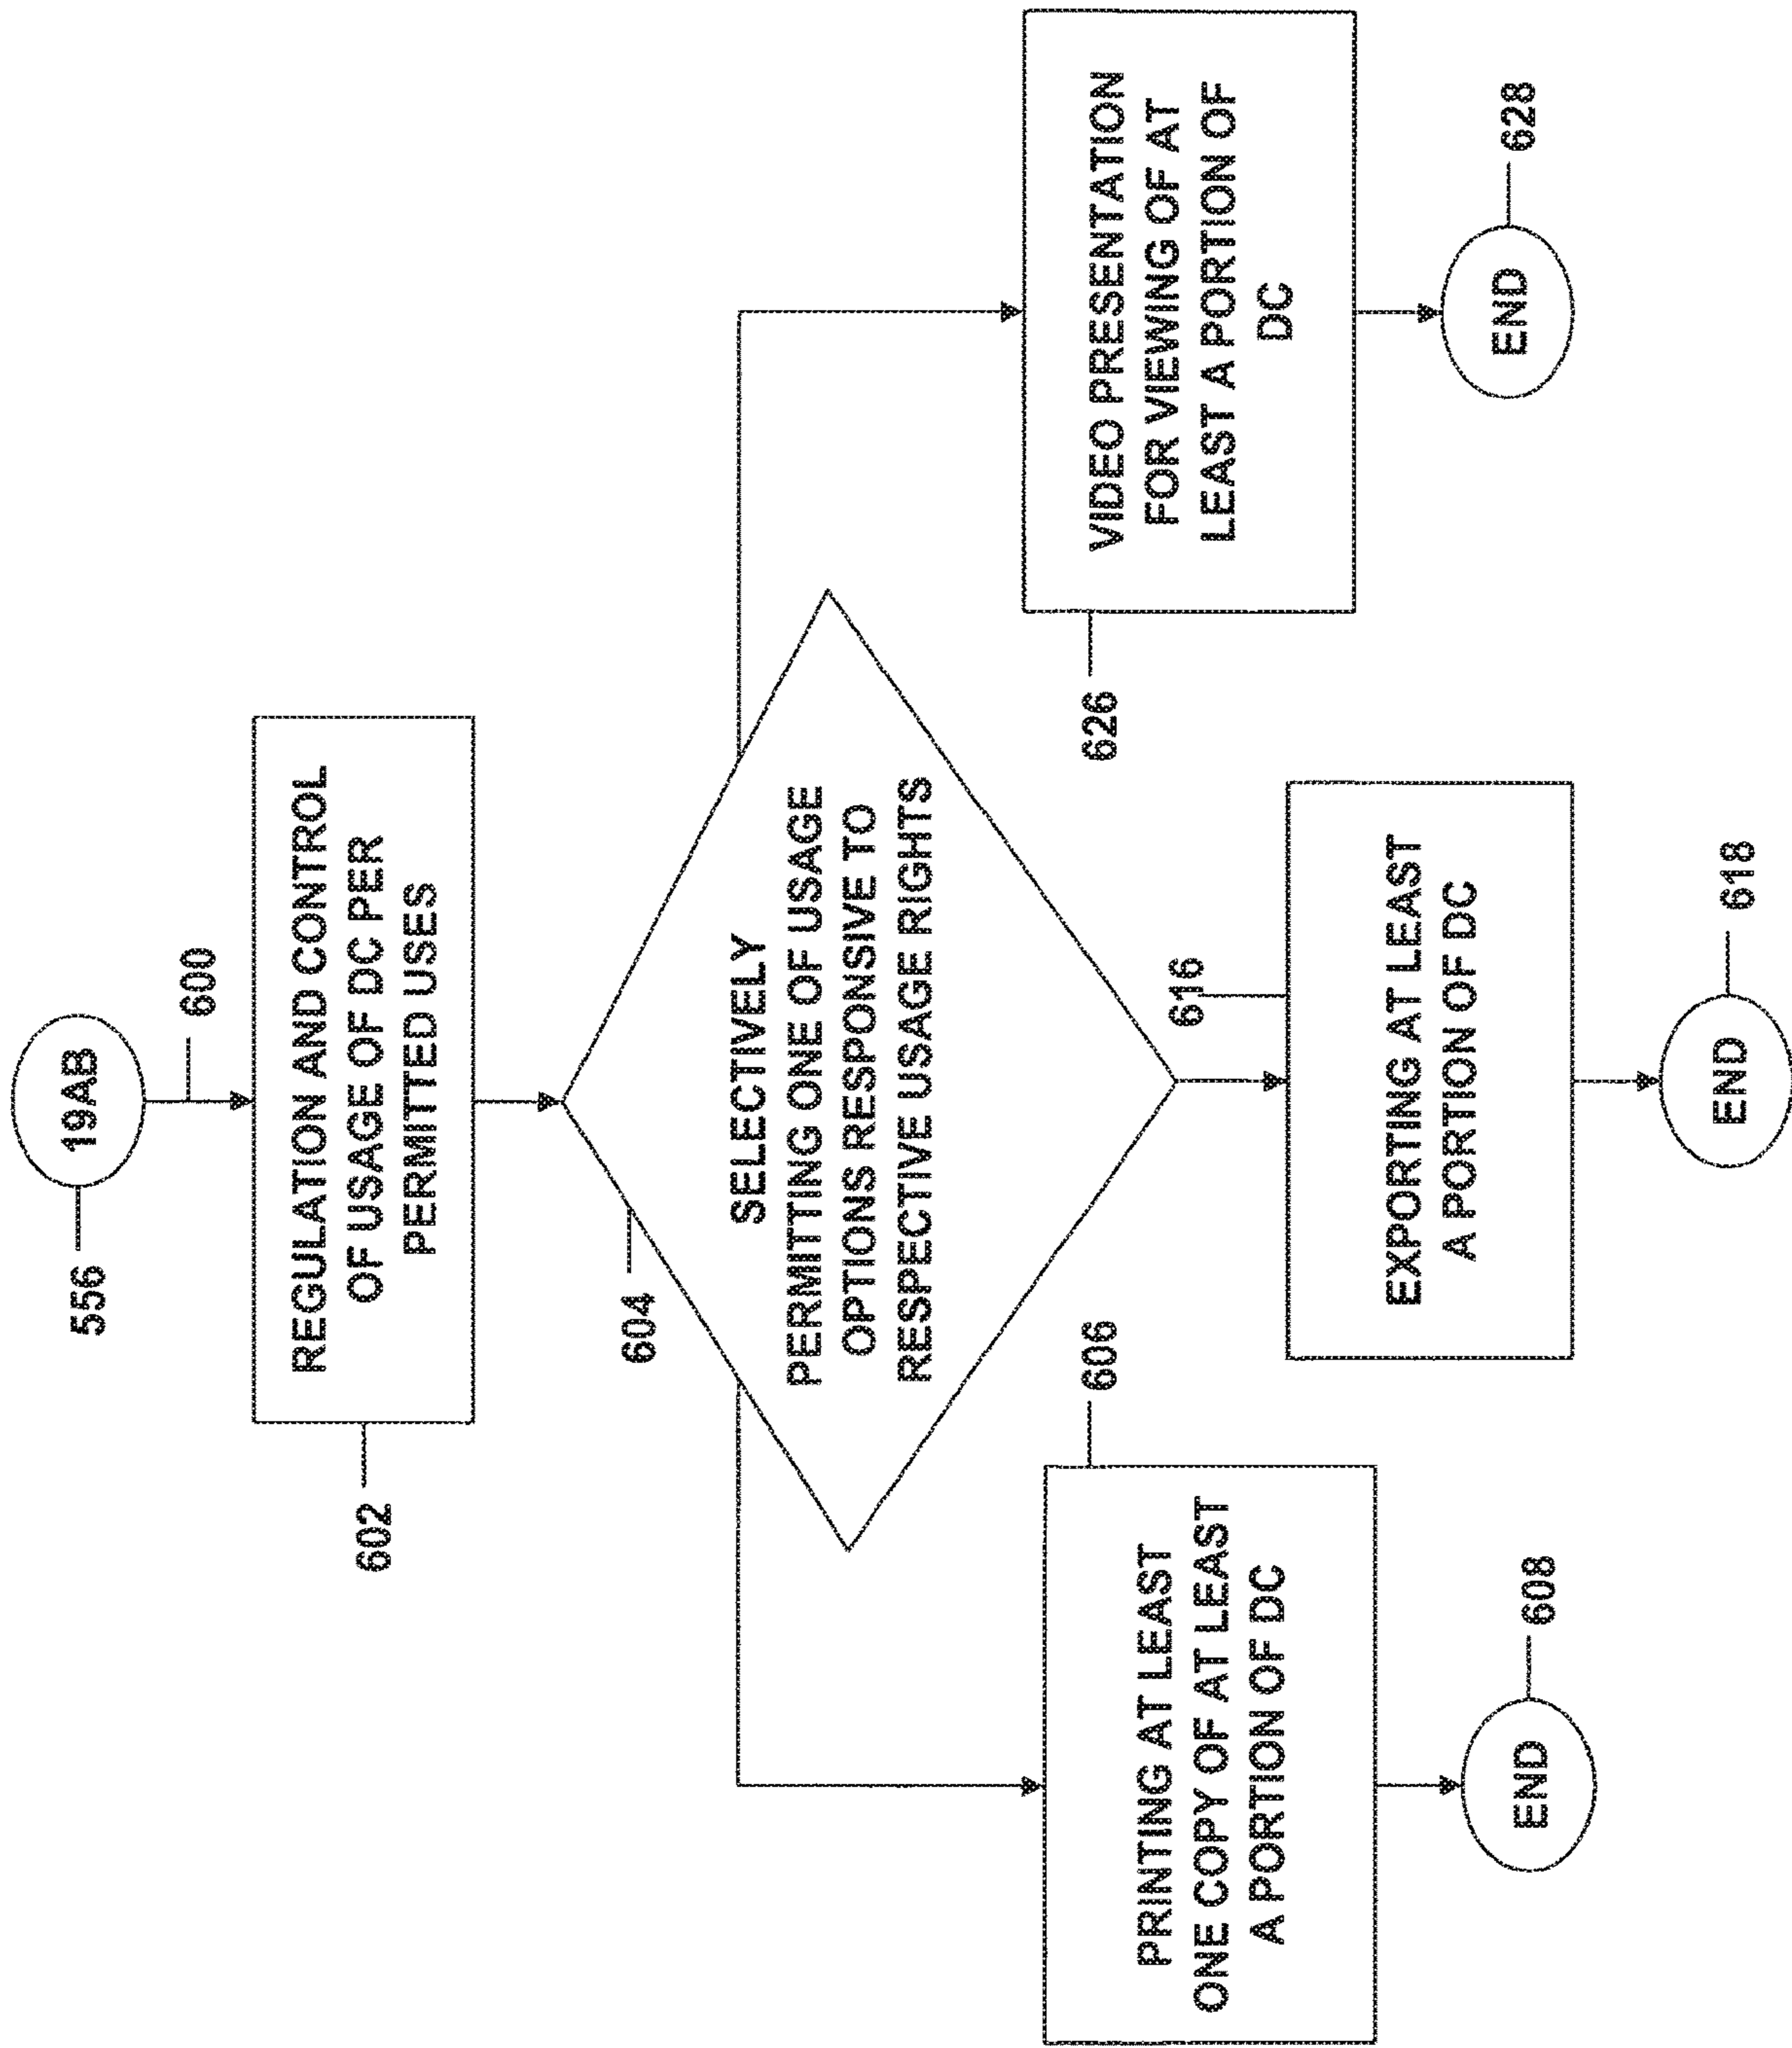 19AB
556
600
REGULATION AND CONTROL
OF USAGE OF DC PER
PERMITTED USES
602
604
SELECTIVELY
PERMITTING ONE OF USAGE
OPTIONS RESPONSIVE TO
RESPECTIVE USAGE RIGHTS
606
PRINTING AT LEAST
ONE COPY OF AT LEAST
A PORTION OF DC
END
608
616
EXPORTING AT LEAST
A PORTION OF DC
END
618
626
VIDEO PRESENTATION
FOR VIEWING OF AT
LEAST A PORTION OF
DC
END
628